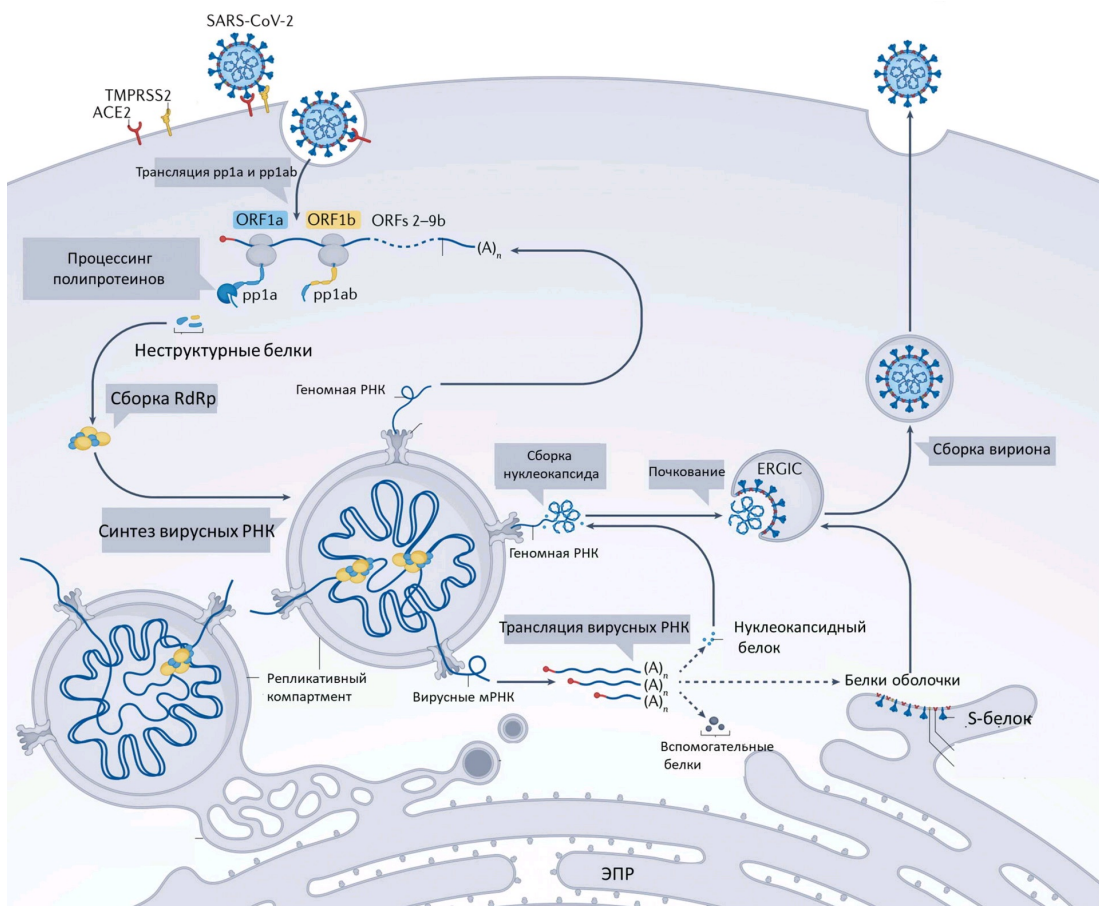 SARS-CoV-2
TMPRSS2
ACE2
Трансляция pp1a и pp1ab
ORF1a
ORF1b
ORFs 2–9b
(A)n
Процессинг
полипротеинов
pp1a
pp1ab
Неструктурные белки
Сборка RdRp
Геномная РНК
Синтез вирусных РНК
Сборка
нуклеокапсида
Почкование
ERGIC
Сборка вириона
Геномная РНК
Трансляция вирусных РНК
Нуклеокапсидный
белок
(A)n
(A)n
(A)n
Репликативный
компартмент
Вирусные мРНК
Белки оболочки
S-белок
Вспомогательные
белки
ЭПР